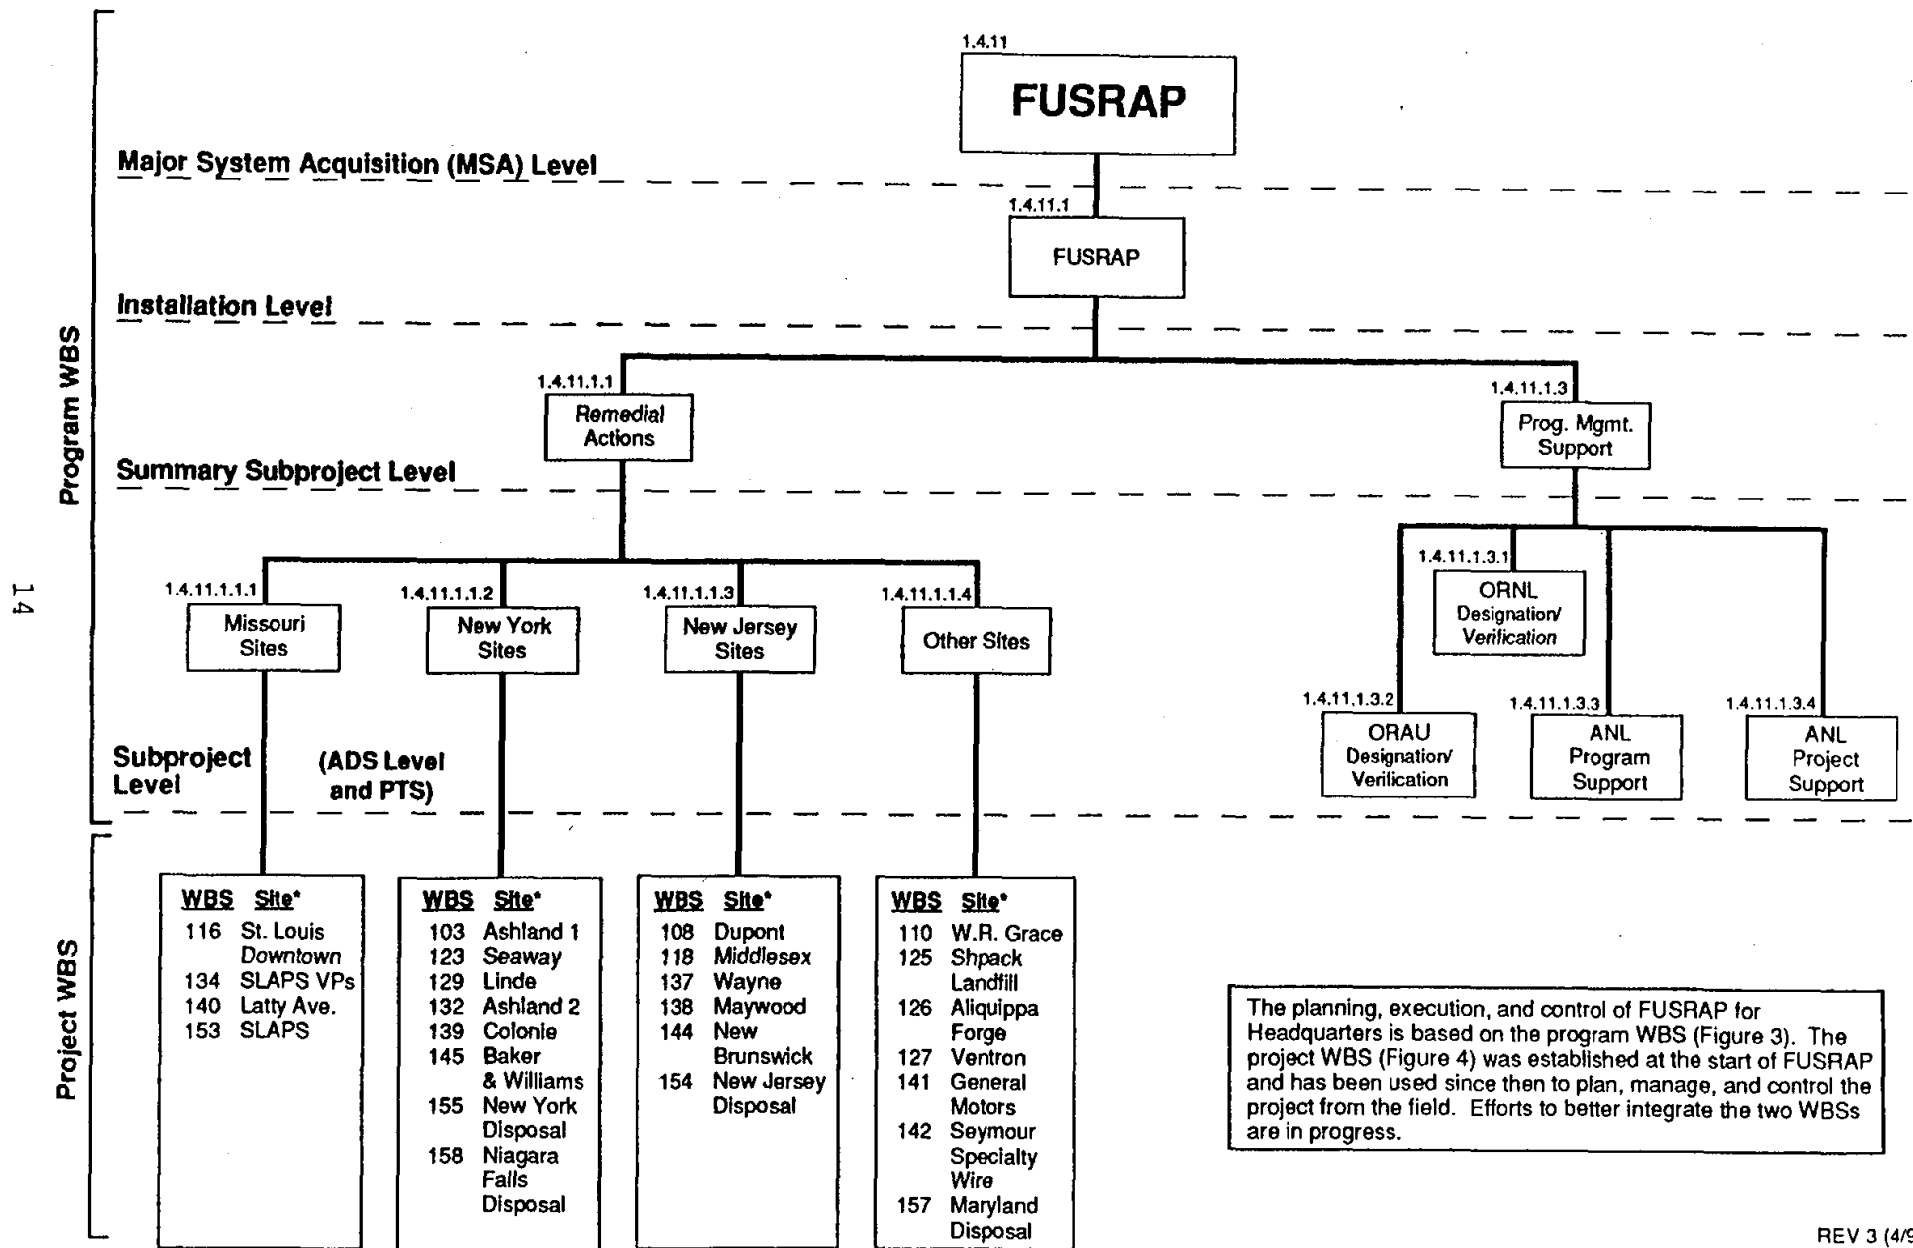 1.4.11
FUSRAP
Major System Acquisition (MSA) Level
1.4.11.1
FUSRAP
Installation Level
Program WBS
1.4.11.1.1
Remedial
Actions
1.4.11.1.3
Prog. Mgmt.
Support
Summary Subproject Level
14
1.4.11.1.1.1
Missouri
Sites
1.4.11.1.1.2
New York
Sites
1.4.11.1.1.3
New Jersey
Sites
1.4.11.1.1.4
Other Sites
1.4.11.1.3.1
ORNL
Designation/
Verification
1.4.11.1.3.2
ORAU
Designation/
Verification
1.4.11.1.3.3
ANL
Program
Support
1.4.11.1.3.4
ANL
Project
Support
Subproject
Level
(ADS Level
and PTS)
Project WBS
WBS Site*
116 St. Louis
Downtown
134 SLAPS VPs
140 Latty Ave.
153 SLAPS
WBS Site*
103 Ashland 1
123 Seaway
129 Linde
132 Ashland 2
139 Colonie
145 Baker
& Williams
155 New York
Disposal
158 Niagara
Falls
Disposal
WBS Site*
108 Dupont
118 Middlesex
137 Wayne
138 Maywood
144 New
Brunswick
154 New Jersey
Disposal
WBS Site*
110 W.R. Grace
125 Shpack
Landfill
126 Aliquippa
Forge
127 Ventron
141 General
Motors
142 Seymour
Specialty
Wire
157 Maryland
Disposal
The planning, execution, and control of FUSRAP for
Headquarters is based on the program WBS (Figure 3). The
project WBS (Figure 4) was established at the start of FUSRAP
and has been used since then to plan, manage, and control the
project from the field. Efforts to better integrate the two WBSs
are in progress.
REV 3 (4/9